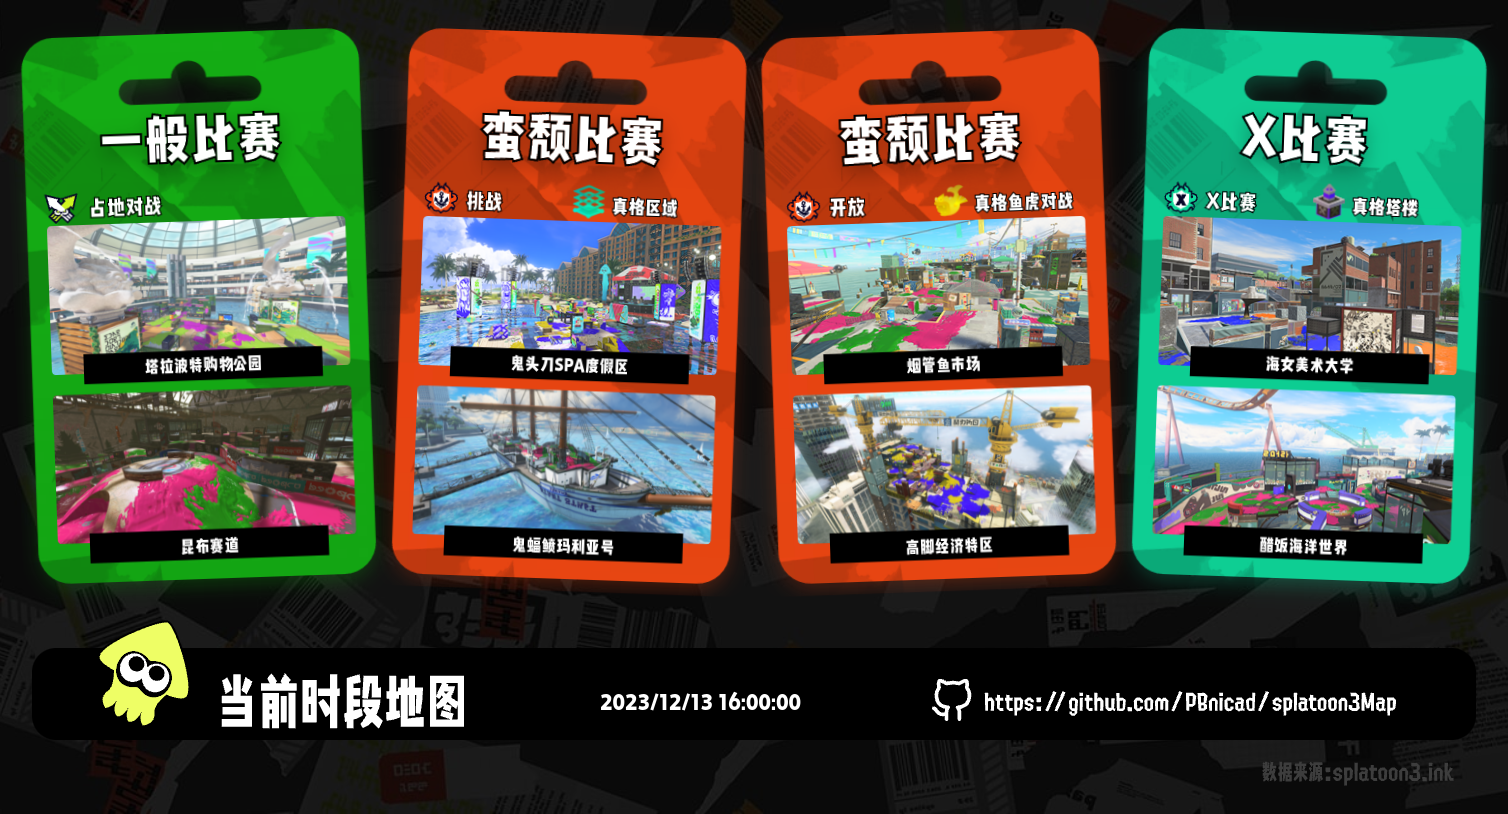 一般比赛
占地对战
塔拉波特购物公园
昆布赛道
蛮颓比赛
挑战
真格区域
鬼头刀SPA度假区
鬼蝠鲼玛利亚号
蛮颓比赛
开放
真格鱼虎对战
烟管鱼市场
高脚经济特区
X比赛
X比赛
真格塔楼
海女美术大学
醋饭海洋世界
当前时段地图
2023/12/13 16:00:00
https://github.com/PBnicad/splatoon3Map
数据来源:splatoon3.ink